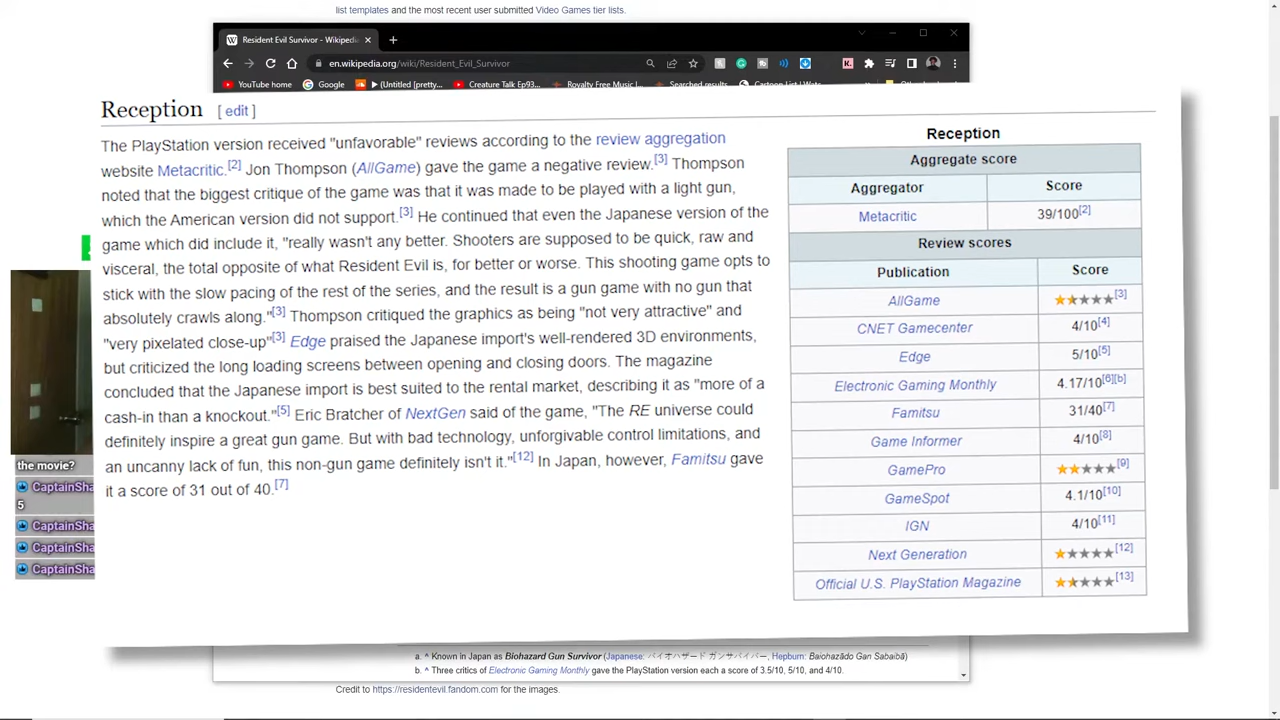 list templates and the most recent user submitted Video Games tier lists.
Resident Evil Survivor - Wikiped
en.wikipedia.org/wiki/Resident_Evil_Survivor
YouTube home
Google
(Untitled [pretty...
Creature Talk Ep93...
Royalty Free Music |...
Searched results
Cartoon List | Watc...
Reception [ edit ]
The PlayStation version received "unfavorable" reviews according to the review aggregation
website Metacritic.[2] Jon Thompson (AllGame) gave the game a negative review.[3] Thompson
noted that the biggest critique of the game was that it was made to be played with a light gun,
which the American version did not support.[3] He continued that even the Japanese version of the
game which did include it, "really wasn't any better. Shooters are supposed to be quick, raw and
visceral, the total opposite of what Resident Evil is, for better or worse. This shooting game opts to
stick with the slow pacing of the rest of the series, and the result is a gun game with no gun that
absolutely crawls along."[3] Thompson critiqued the graphics as being "not very attractive" and
"very pixelated close-up"[3] Edge praised the Japanese import's well-rendered 3D environments,
but criticized the long loading screens between opening and closing doors. The magazine
concluded that the Japanese import is best suited to the rental market, describing it as "more of a
cash-in than a knockout."[5] Eric Bratcher of NextGen said of the game, "The RE universe could
definitely inspire a great gun game. But with bad technology, unforgivable control limitations, and
an uncanny lack of fun, this non-gun game definitely isn't it."[12] In Japan, however, Famitsu gave
it a score of 31 out of 40.[7]
Reception
Aggregate score
Aggregator Score
Metacritic 39/100[2]
Review scores
Publication Score
AllGame [3]
CNET Gamecenter 4/10[4]
Edge 5/10[5]
Electronic Gaming Monthly 4.17/10[6][b]
Famitsu 31/40[7]
Game Informer 4/10[8]
GamePro [9]
GameSpot 4.1/10[10]
IGN 4/10[11]
Next Generation [12]
Official U.S. PlayStation Magazine [13]
the movie?
CaptainSha
5
CaptainSha
CaptainSha
CaptainSha
a. ^ Known in Japan as Biohazard Gun Survivor (Japanese: バイオハザード ガンサバイバー, Hepburn: Baiohazādo Gan Sabaibā)
b. ^ Three critics of Electronic Gaming Monthly gave the PlayStation version each a score of 3.5/10, 5/10, and 4/10.
Credit to https://residentevil.fandom.com for the images.